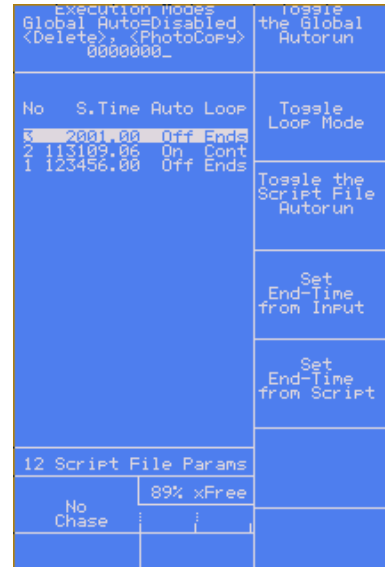 Execution Modes
Global Auto=Disabled
<Delete>, <PhotoCopy>
0000000_
No S.Time Auto Loop
3 2001.00 Off Ends
2 113109.06 On Cont
1 123456.00 Off Ends
12 Script File Params
No
Chase
89% xFree
Toggle
the Global
Autorun
Toggle
Loop Mode
Toggle the
Script File
Autorun
Set
End-Time
from Input
Set
End-Time
from Script